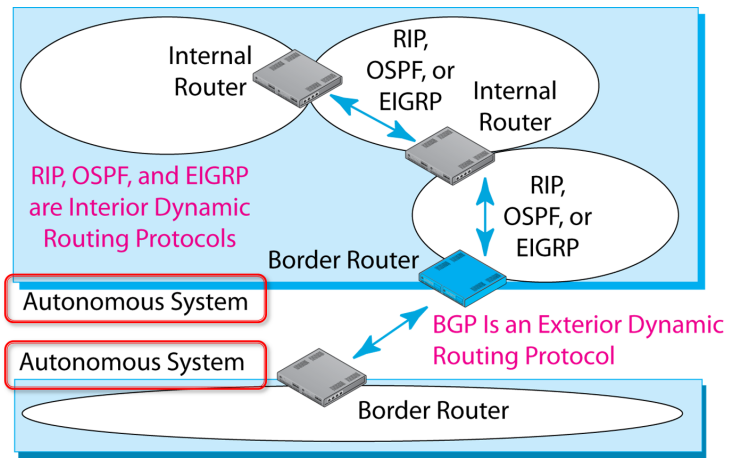 Internal
Router
RIP,
OSPF, or
EIGRP
Internal
Router
RIP, OSPF, and EIGRP
are Interior Dynamic
Routing Protocols
RIP,
OSPF, or
EIGRP
Border Router
Autonomous System
BGP Is an Exterior Dynamic
Routing Protocol
Autonomous System
Border Router